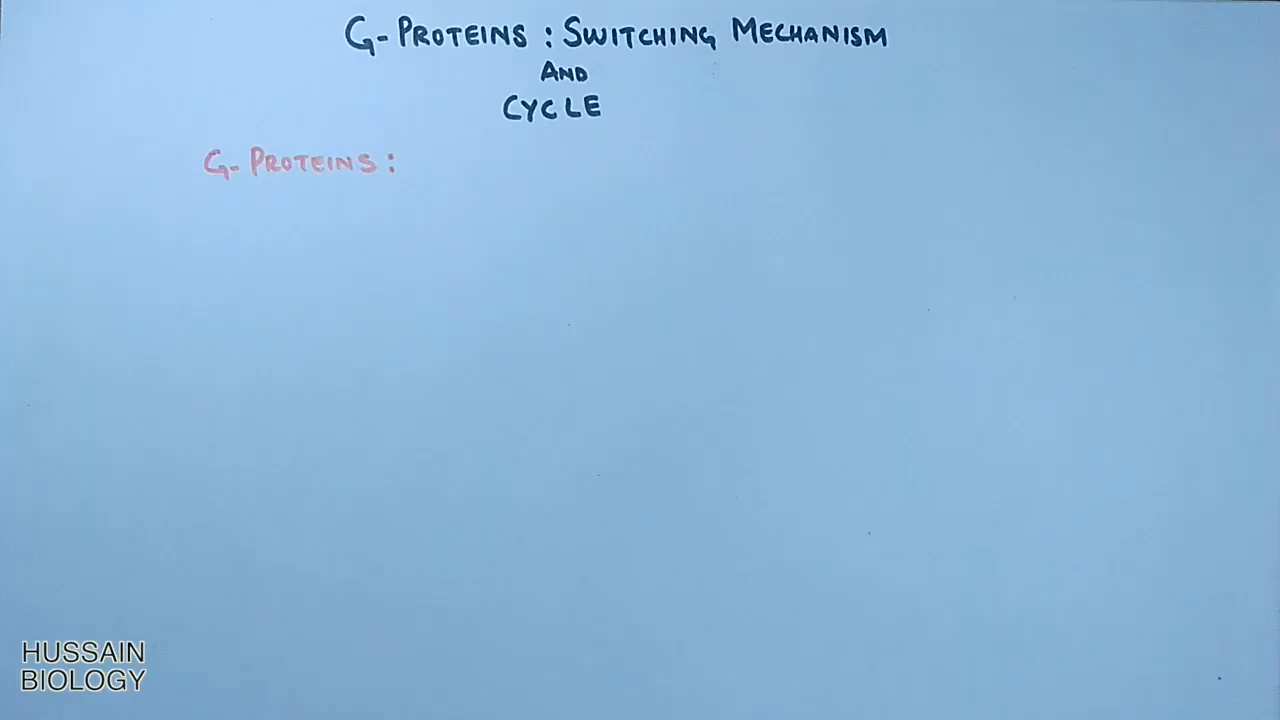 G-PROTEINS : SWITCHING MECHANISM
AND
CYCLE
G-PROTEINS :
HUSSAIN
BIOLOGY